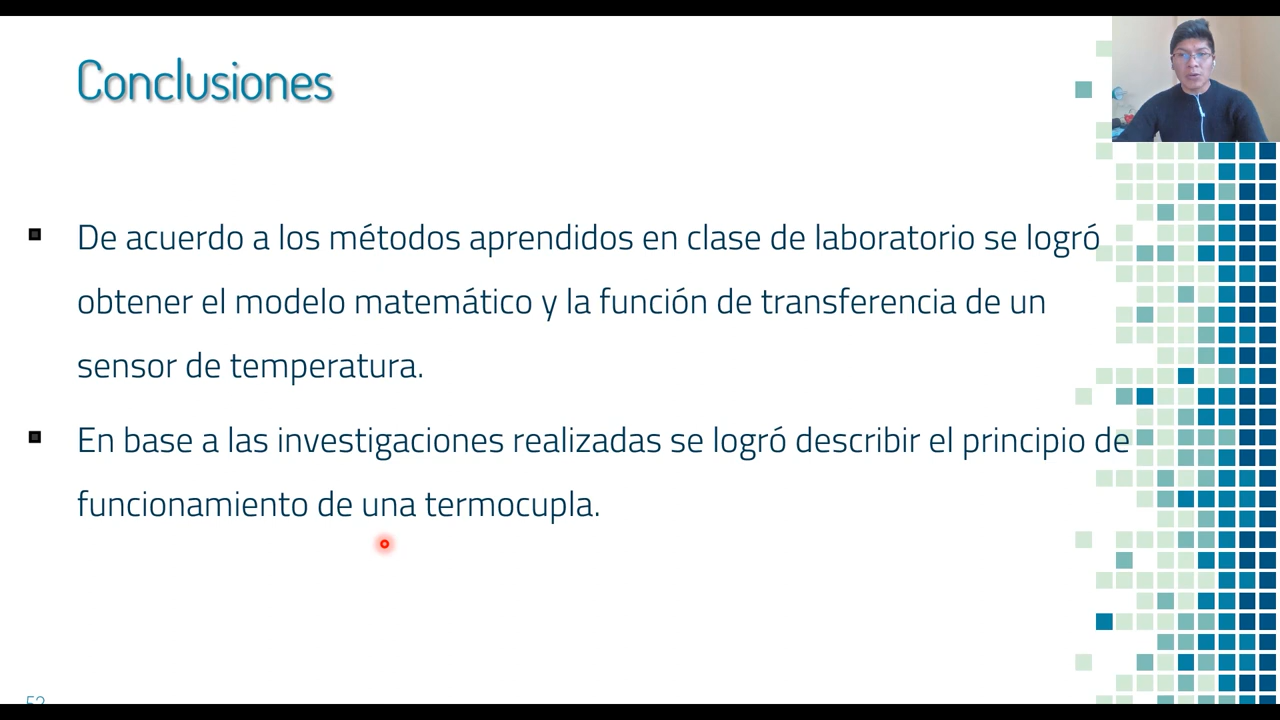 Conclusiones
De acuerdo a los métodos aprendidos en clase de laboratorio se logró
obtener el modelo matemático y la función de transferencia de un
sensor de temperatura.
En base a las investigaciones realizadas se logró describir el principio de
funcionamiento de una termocupla.